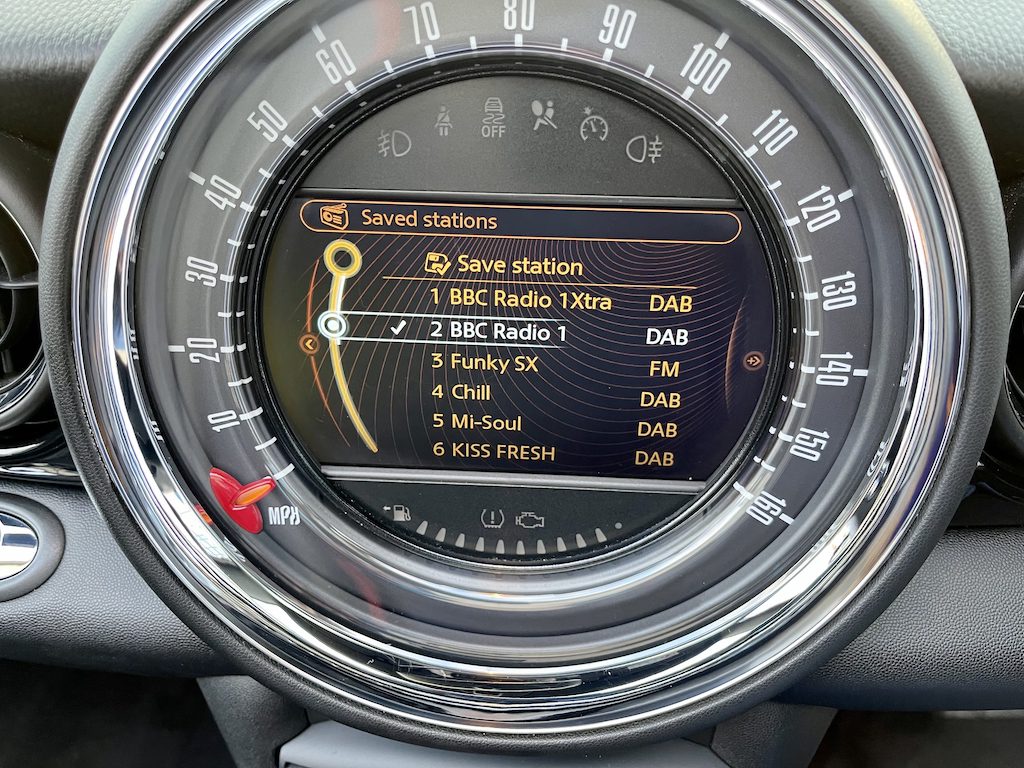 10
20
30
40
50
60
70
80
90
100
110
120
130
140
150
160
MPH
OFF
Saved stations
Save station
1 BBC Radio 1Xtra DAB
2 BBC Radio 1 DAB
3 Funky SX FM
4 Chill DAB
5 Mi-Soul DAB
6 KISS FRESH DAB